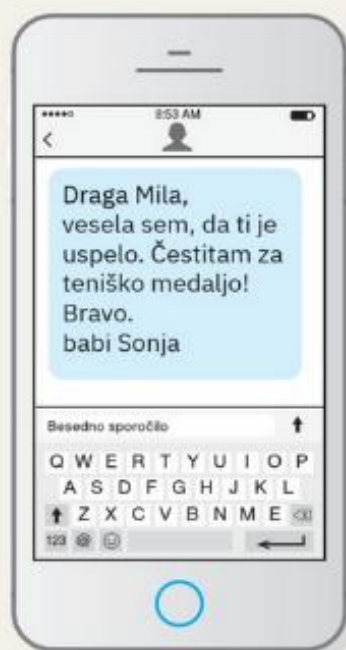 8:53 AM
<
Draga Mila,
vesela sem, da ti je
uspelo. Čestitam za
teniško medaljo!
Bravo.
babi Sonja
Besedno sporočilo
Q W E R T Y U I O P
A S D F G H J K L
Z X C V B N M E
123 @